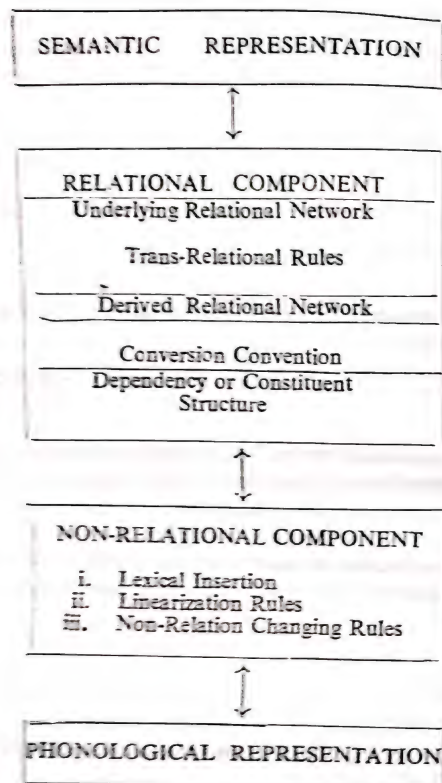 SEMANTIC REPRESENTATION
RELATIONAL COMPONENT
Underlying Relational Network
Trans-Relational Rules
Derived Relational Network
Conversion Convention
Dependency or Constituent
Structure
NON-RELATIONAL COMPONENT
i. Lexical Insertion
ii. Linearization Rules
iii. Non-Relation Changing Rules
PHONOLOGICAL REPRESENTATION